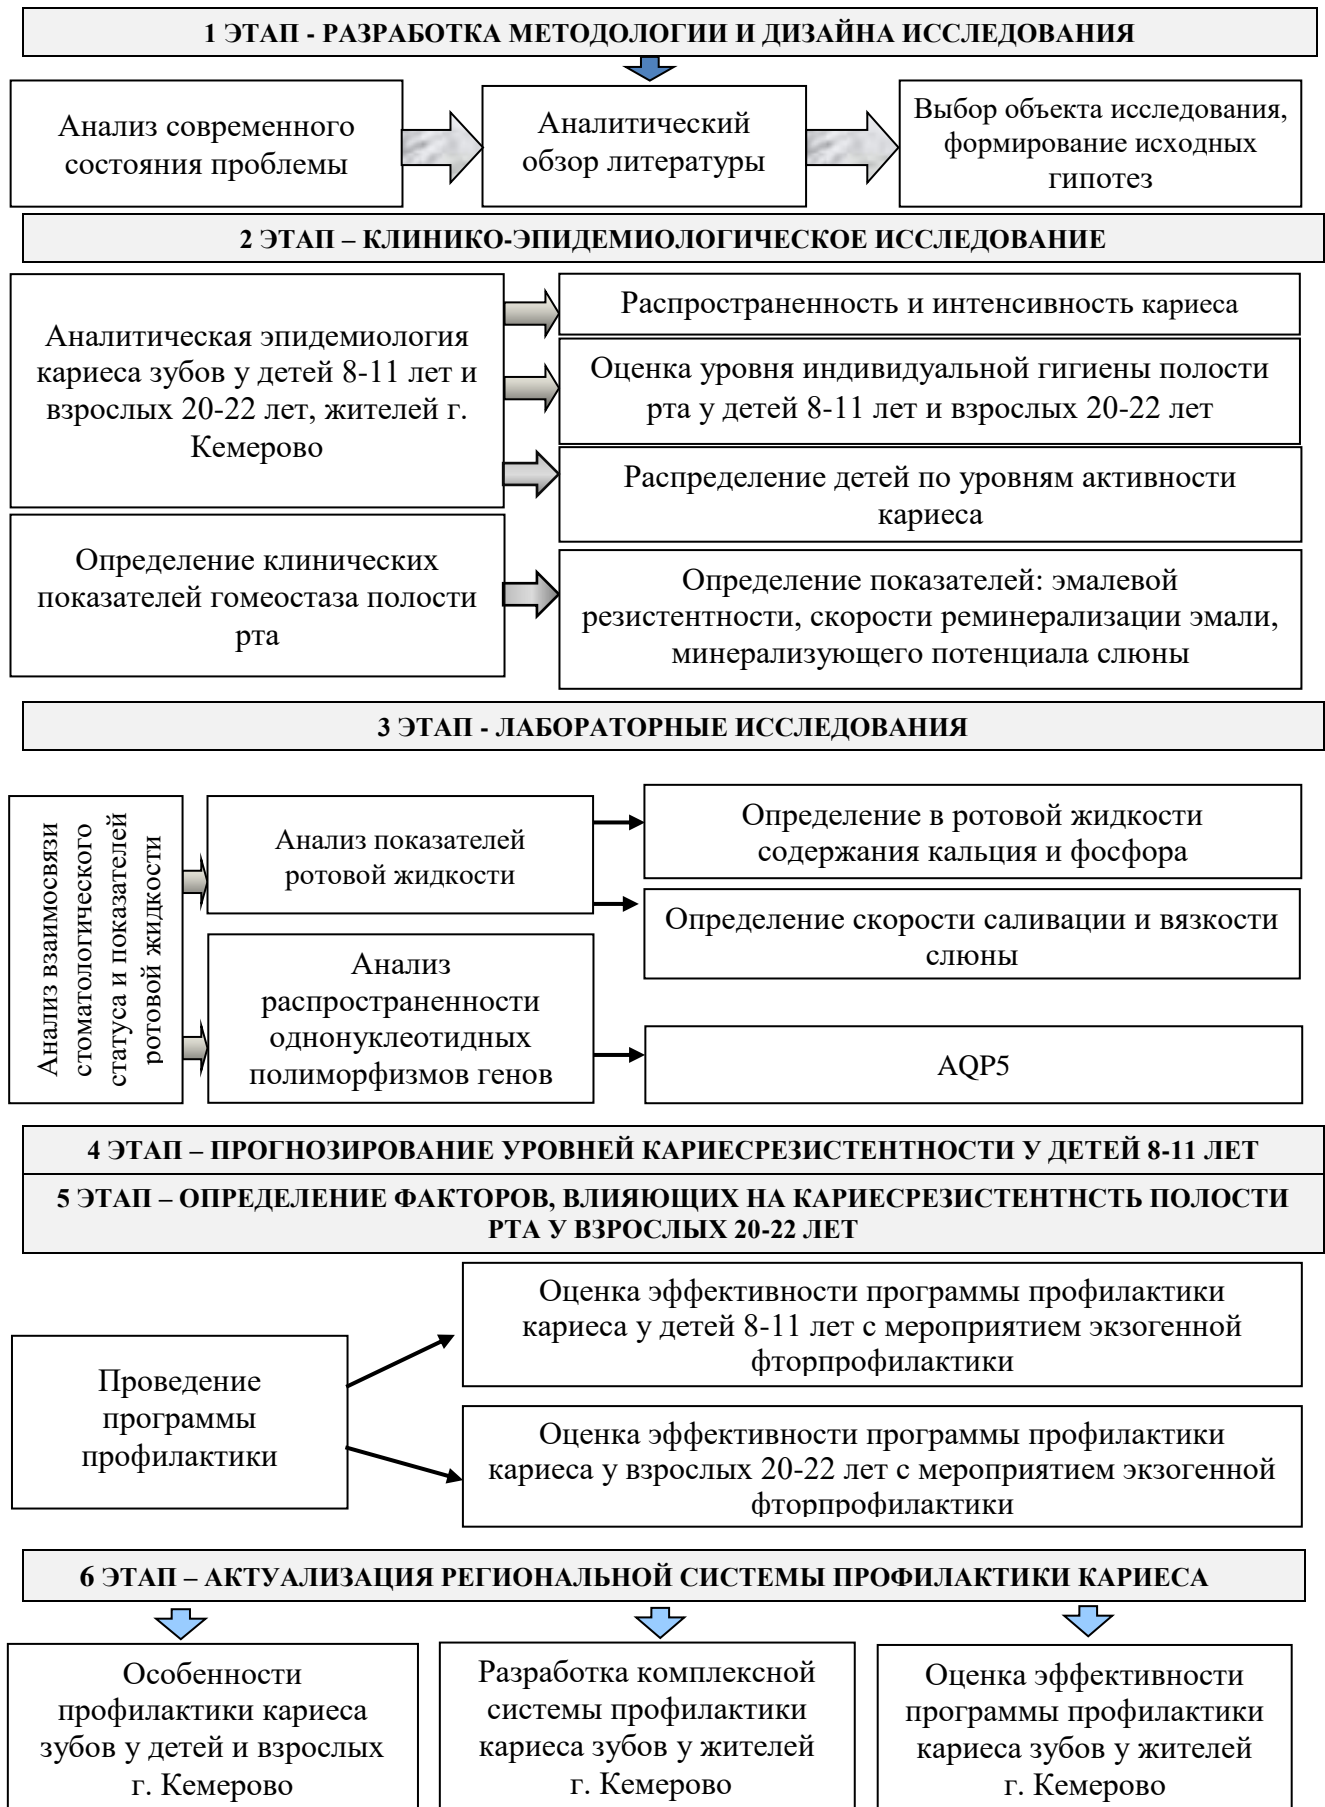 1 ЭТАП - РАЗРАБОТКА МЕТОДОЛОГИИ И ДИЗАЙНА ИССЛЕДОВАНИЯ
Анализ современного
состояния проблемы
Аналитический
обзор литературы
Выбор объекта исследования,
формирование исходных
гипотез
2 ЭТАП – КЛИНИКО-ЭПИДЕМИОЛОГИЧЕСКОЕ ИССЛЕДОВАНИЕ
Аналитическая эпидемиология
кариеса зубов у детей 8-11 лет и
взрослых 20-22 лет, жителей г.
Кемерово
Распространенность и интенсивность кариеса
Оценка уровня индивидуальной гигиены полости
рта у детей 8-11 лет и взрослых 20-22 лет
Распределение детей по уровням активности
кариеса
Определение клинических
показателей гомеостаза полости
рта
Определение показателей: эмалевой
резистентности, скорости реминерализации эмали,
минерализующего потенциала слюны
3 ЭТАП - ЛАБОРАТОРНЫЕ ИССЛЕДОВАНИЯ
Анализ взаимосвязи
стоматологического
статуса и показателей
ротовой жидкости
Анализ показателей
ротовой жидкости
Определение в ротовой жидкости
содержания кальция и фосфора
Определение скорости саливации и вязкости
слюны
Анализ
распространенности
однонуклеотидных
полиморфизмов генов
AQP5
4 ЭТАП – ПРОГНОЗИРОВАНИЕ УРОВНЕЙ КАРИЕСРЕЗИСТЕНТНОСТИ У ДЕТЕЙ 8-11 ЛЕТ
5 ЭТАП – ОПРЕДЕЛЕНИЕ ФАКТОРОВ, ВЛИЯЮЩИХ НА КАРИЕСРЕЗИСТЕНТНСТЬ ПОЛОСТИ
РТА У ВЗРОСЛЫХ 20-22 ЛЕТ
Проведение
программы
профилактики
Оценка эффективности программы профилактики
кариеса у детей 8-11 лет с мероприятием экзогенной
фторпрофилактики
Оценка эффективности программы профилактики
кариеса у взрослых 20-22 лет с мероприятием экзогенной
фторпрофилактики
6 ЭТАП – АКТУАЛИЗАЦИЯ РЕГИОНАЛЬНОЙ СИСТЕМЫ ПРОФИЛАКТИКИ КАРИЕСА
Особенности
профилактики кариеса
зубов у детей и взрослых
г. Кемерово
Разработка комплексной
системы профилактики
кариеса зубов у жителей
г. Кемерово
Оценка эффективности
программы профилактики
кариеса зубов у жителей
г. Кемерово